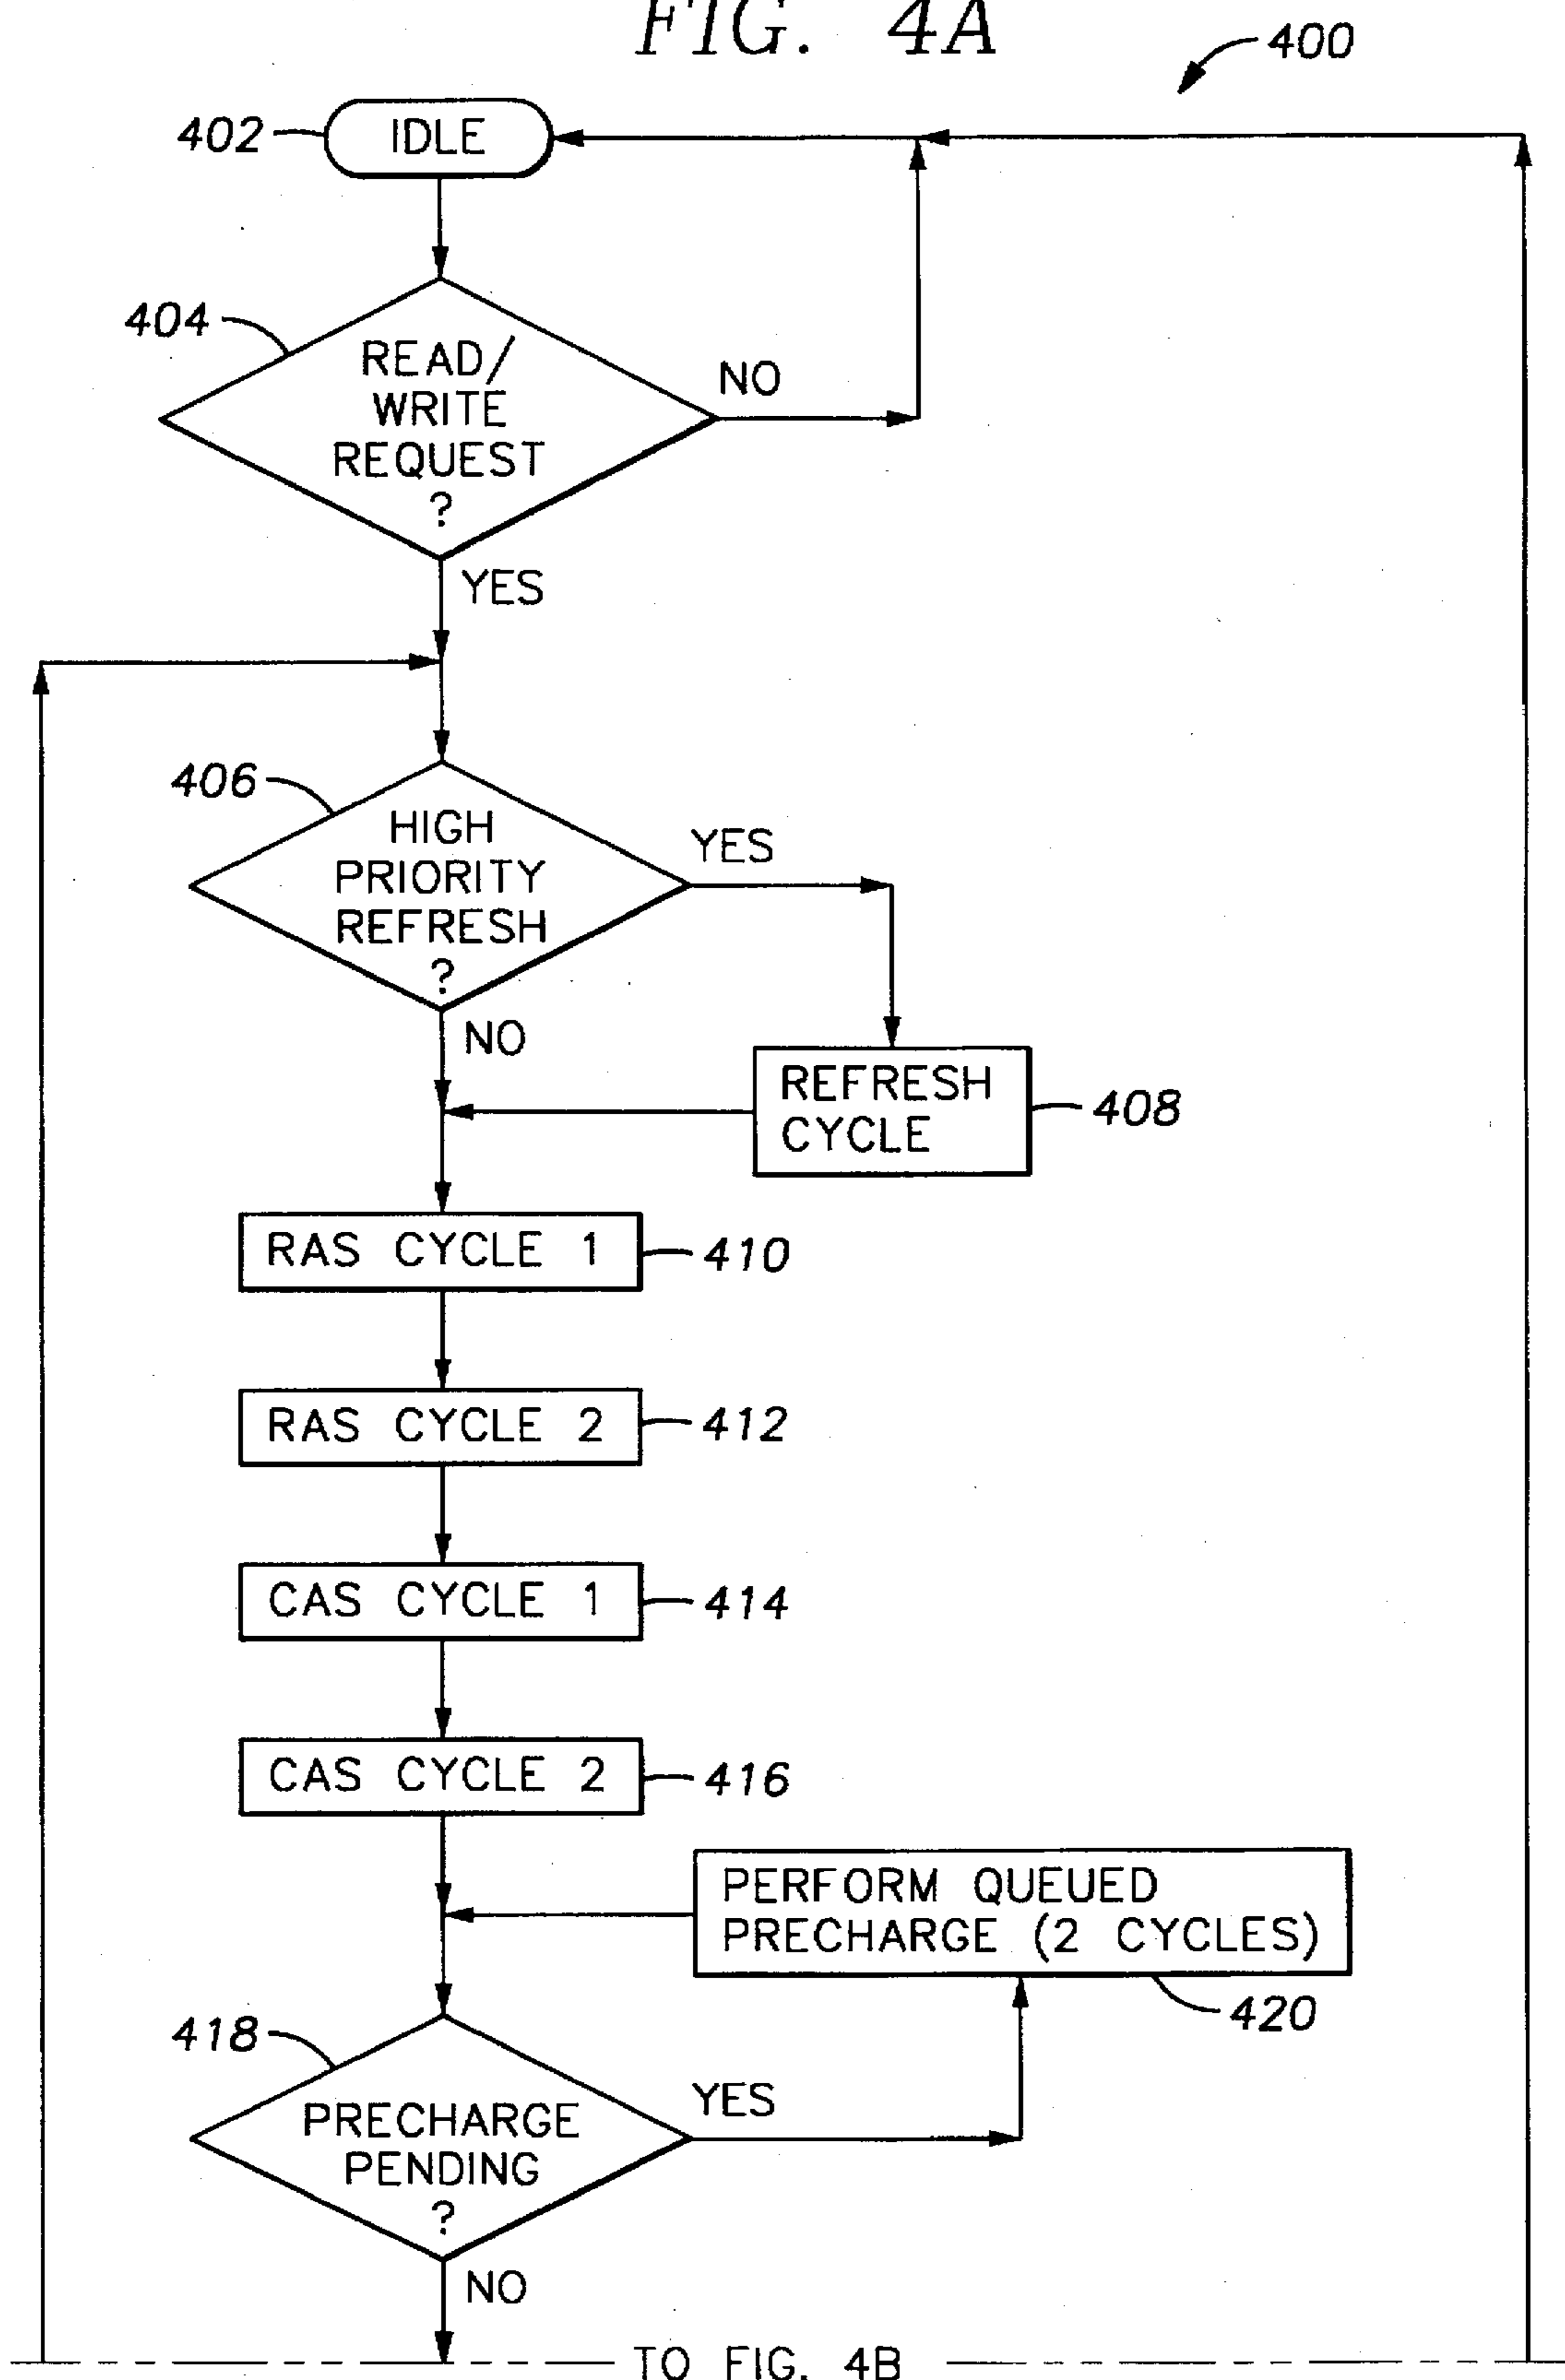 FIG. 4A
400
402
IDLE
404
READ/
WRITE
REQUEST
?
NO
YES
406
HIGH
PRIORITY
REFRESH
?
YES
NO
REFRESH
CYCLE
408
RAS CYCLE 1
410
RAS CYCLE 2
412
CAS CYCLE 1
414
CAS CYCLE 2
416
PERFORM QUEUED
PRECHARGE (2 CYCLES)
420
418
PRECHARGE
PENDING
?
YES
NO
TO FIG. 4B